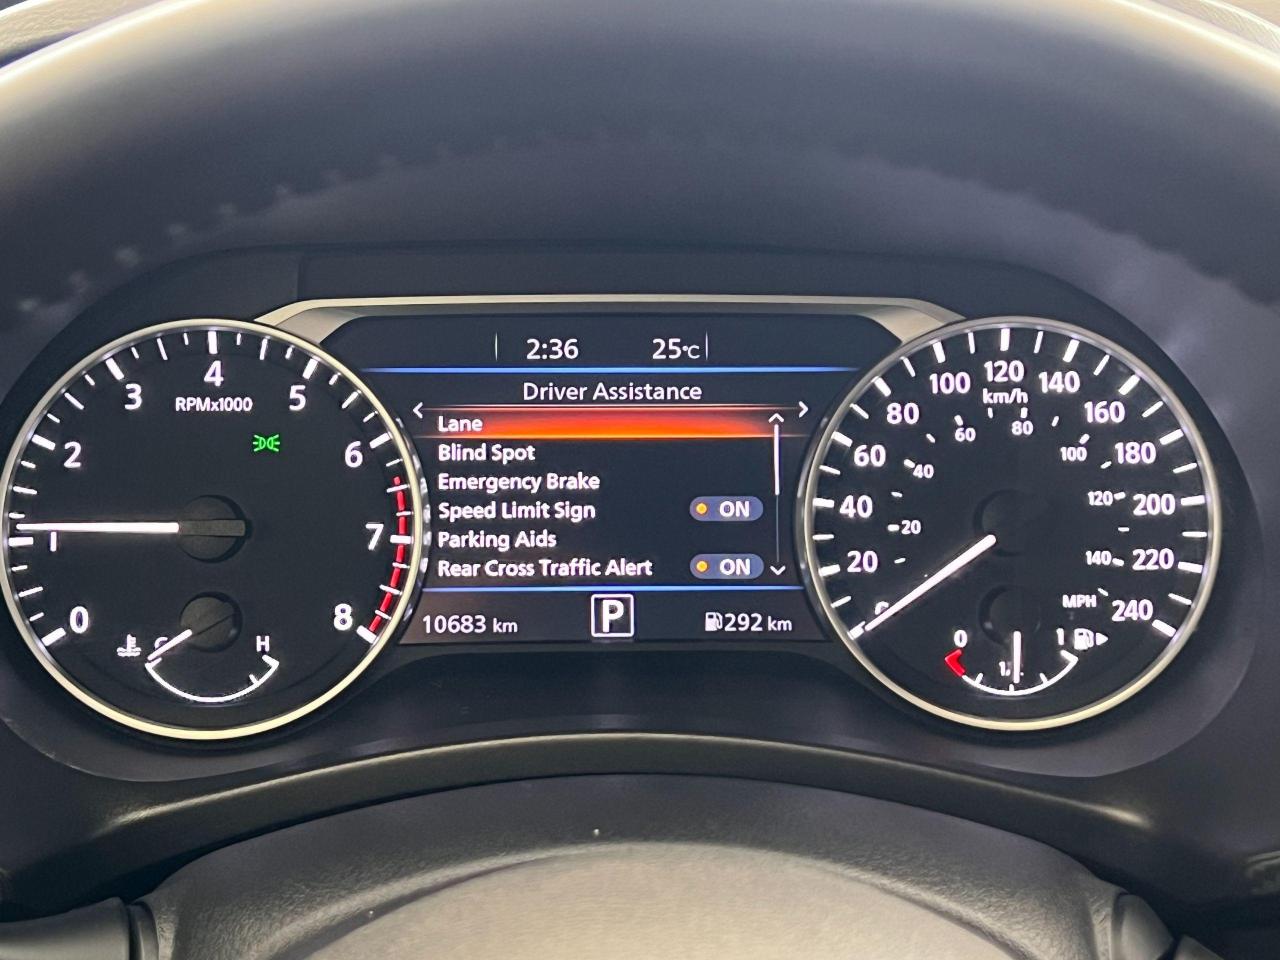 2:36 25°C
Driver Assistance
Lane
Blind Spot
Emergency Brake
Speed Limit Sign ON
Parking Aids
Rear Cross Traffic Alert ON
10683 km P 292 km
0
1
2
3
4
5
6
7
8
RPMx1000
C H
0
20
40
60
80
100
120
140
160
180
200
220
240
km/h
20
40
60
80
100
120
140
MPH
0 1